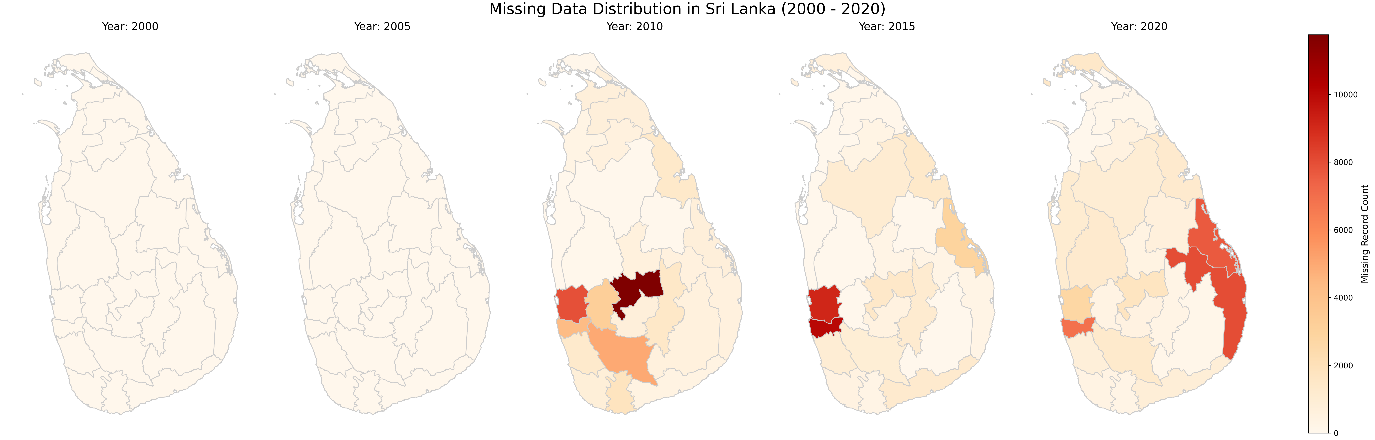 Missing Data Distribution in Sri Lanka (2000 - 2020)
Year: 2000
Year: 2005
Year: 2010
Year: 2015
Year: 2020
10000
8000
6000
4000
2000
0
Missing Record Count